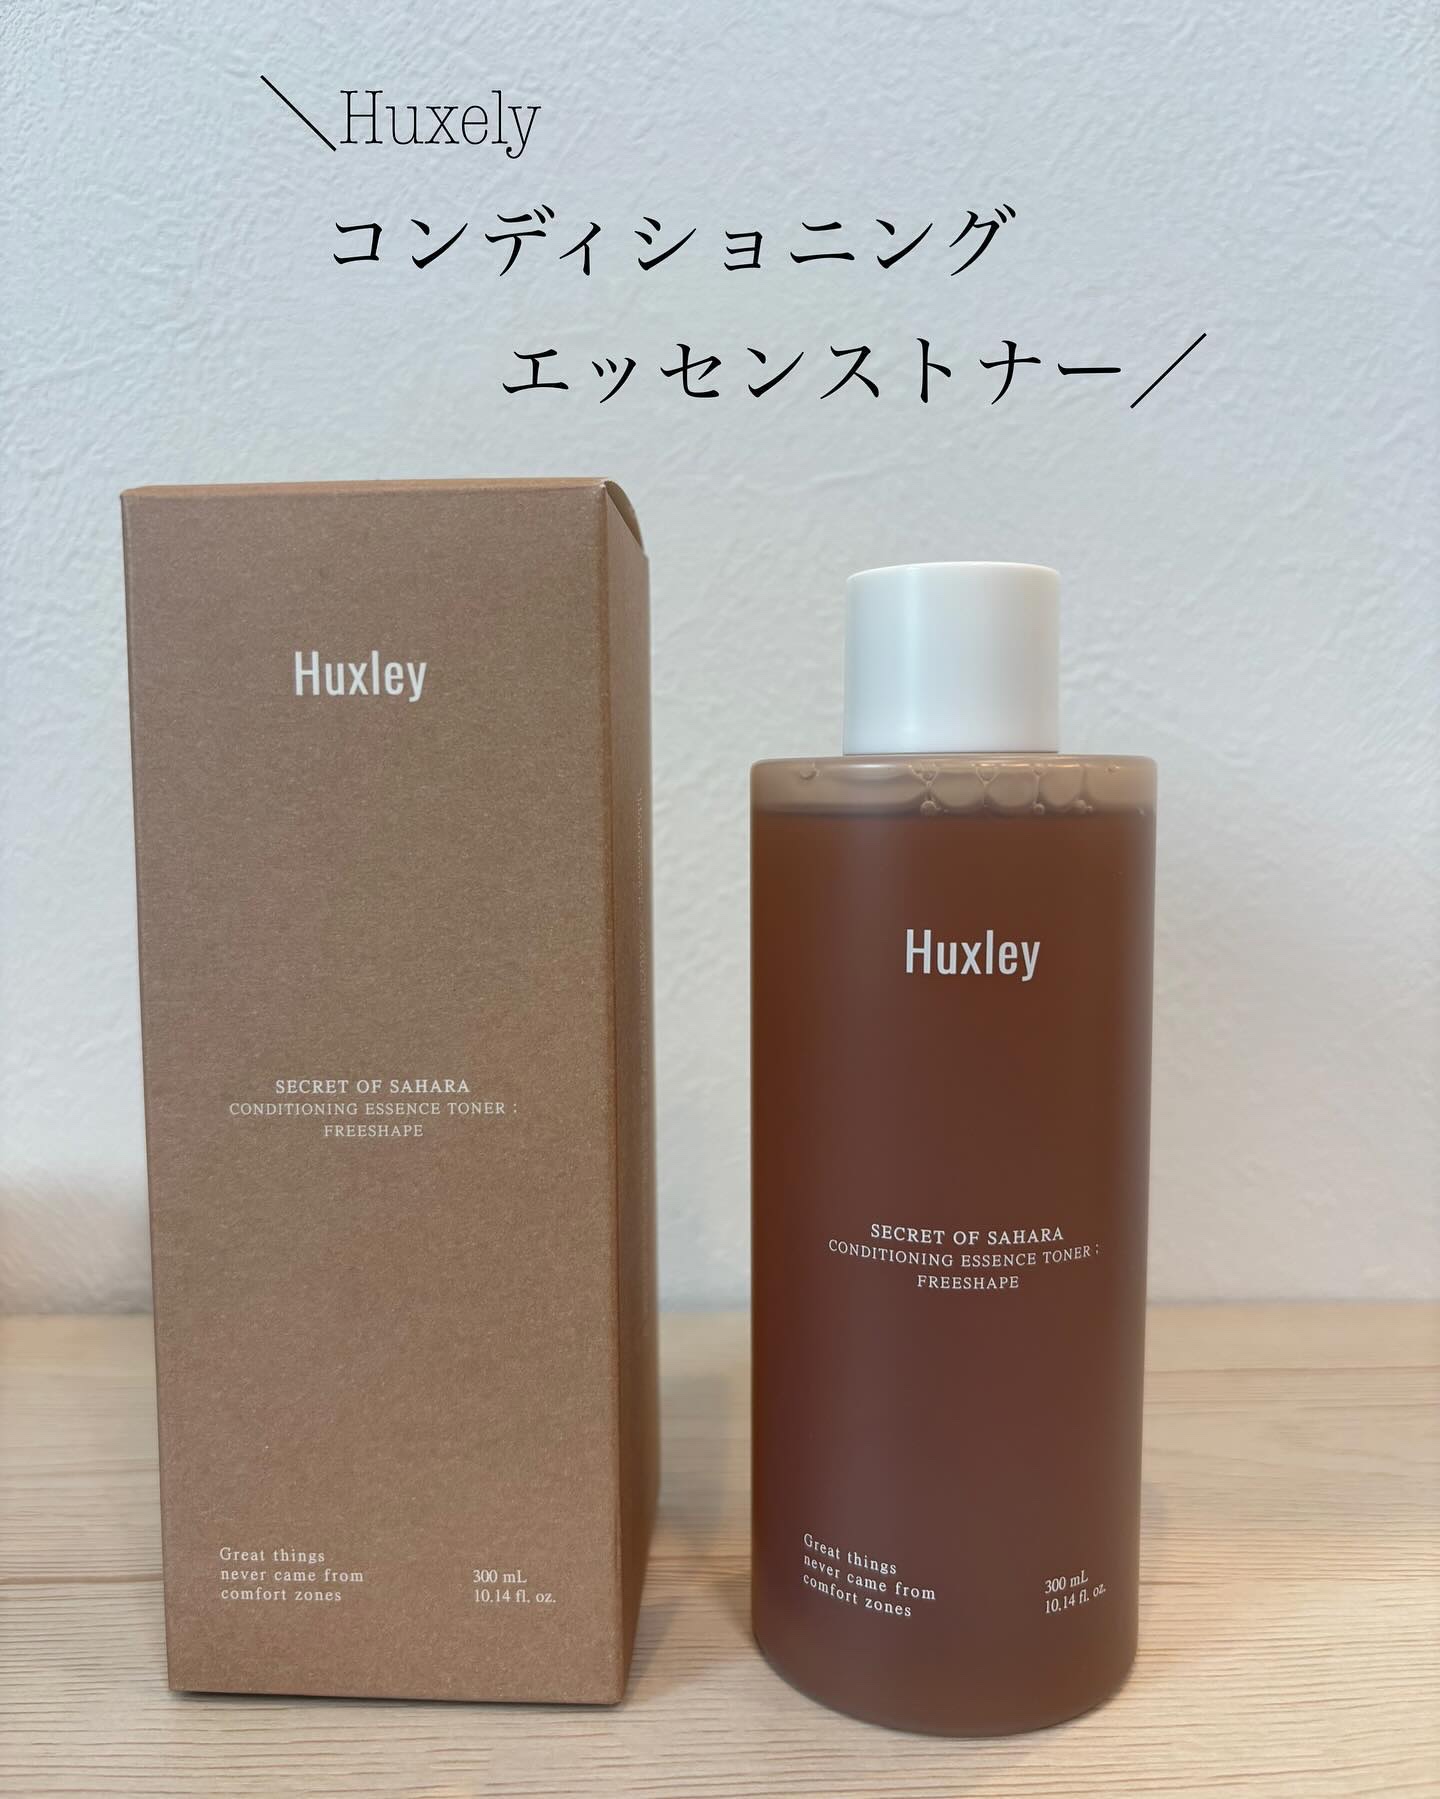 ＼Huxely
コンディショニング
エッセンストナー／
Huxley
SECRET OF SAHARA
CONDITIONING ESSENCE TONER ;
FREESHAPE
Great things
never came from
comfort zones
300 mL
10.14 fl. oz.
Huxley
SECRET OF SAHARA
CONDITIONING ESSENCE TONER ;
FREESHAPE
Great things
never came from
comfort zones
300 mL
10.14 fl. oz.